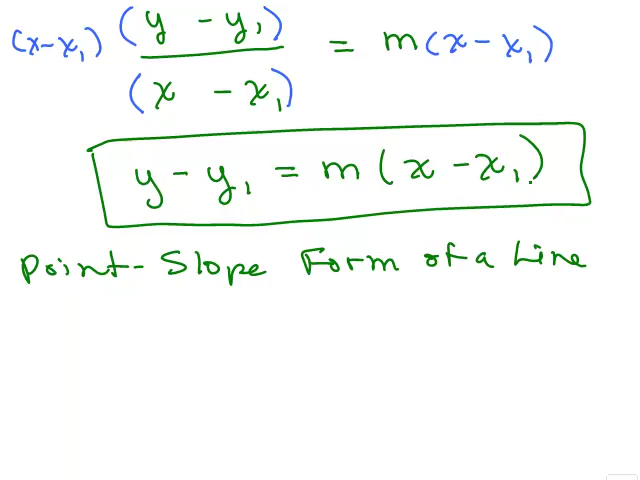 (x-x₁) (y - y₁) / (x - x₁) = m(x-x₁)
y - y₁ = m(x - x₁)
Point-Slope Form of a Line